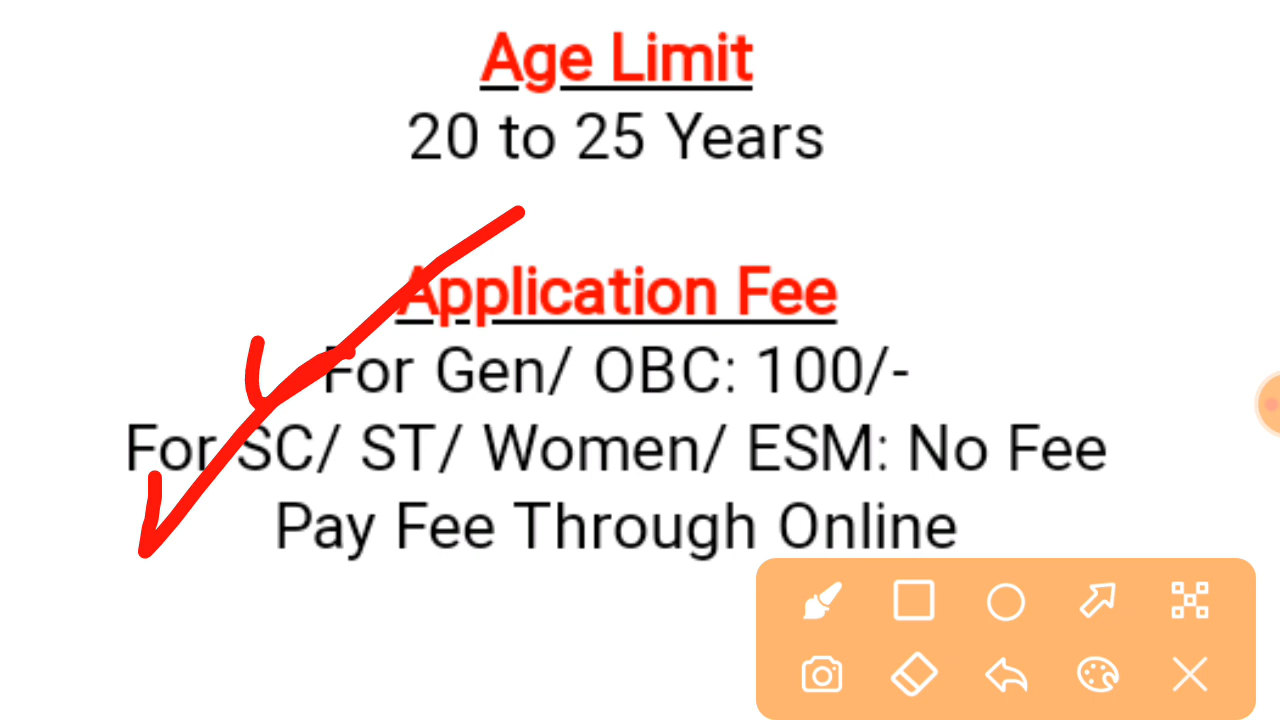 Age Limit
20 to 25 Years
Application Fee
For Gen/ OBC: 100/-
For SC/ ST/ Women/ ESM: No Fee
Pay Fee Through Online